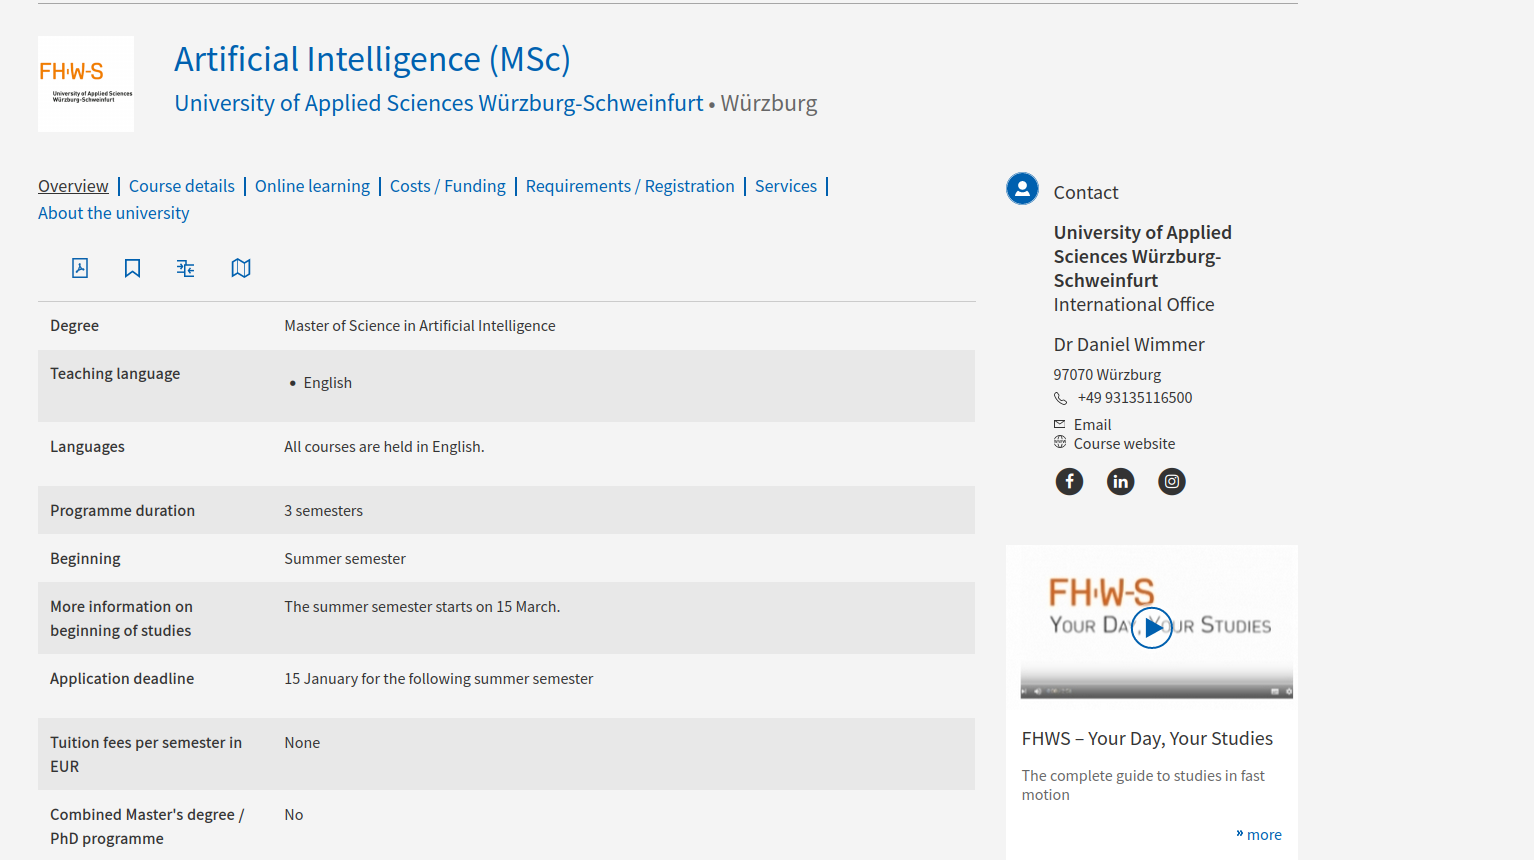 FH·W-S
University of Applied Sciences
Würzburg-Schweinfurt
Artificial Intelligence (MSc)
University of Applied Sciences Würzburg-Schweinfurt • Würzburg
Overview | Course details | Online learning | Costs / Funding | Requirements / Registration | Services |
About the university
Degree
Master of Science in Artificial Intelligence
Teaching language
• English
Languages
All courses are held in English.
Programme duration
3 semesters
Beginning
Summer semester
More information on
beginning of studies
The summer semester starts on 15 March.
Application deadline
15 January for the following summer semester
Tuition fees per semester in
EUR
None
Combined Master's degree /
PhD programme
No
Contact
University of Applied
Sciences Würzburg-
Schweinfurt
International Office
Dr Daniel Wimmer
97070 Würzburg
+49 93135116500
Email
Course website
FH·W-S
YOUR DAY, YOUR STUDIES
FHWS – Your Day, Your Studies
The complete guide to studies in fast
motion
» more